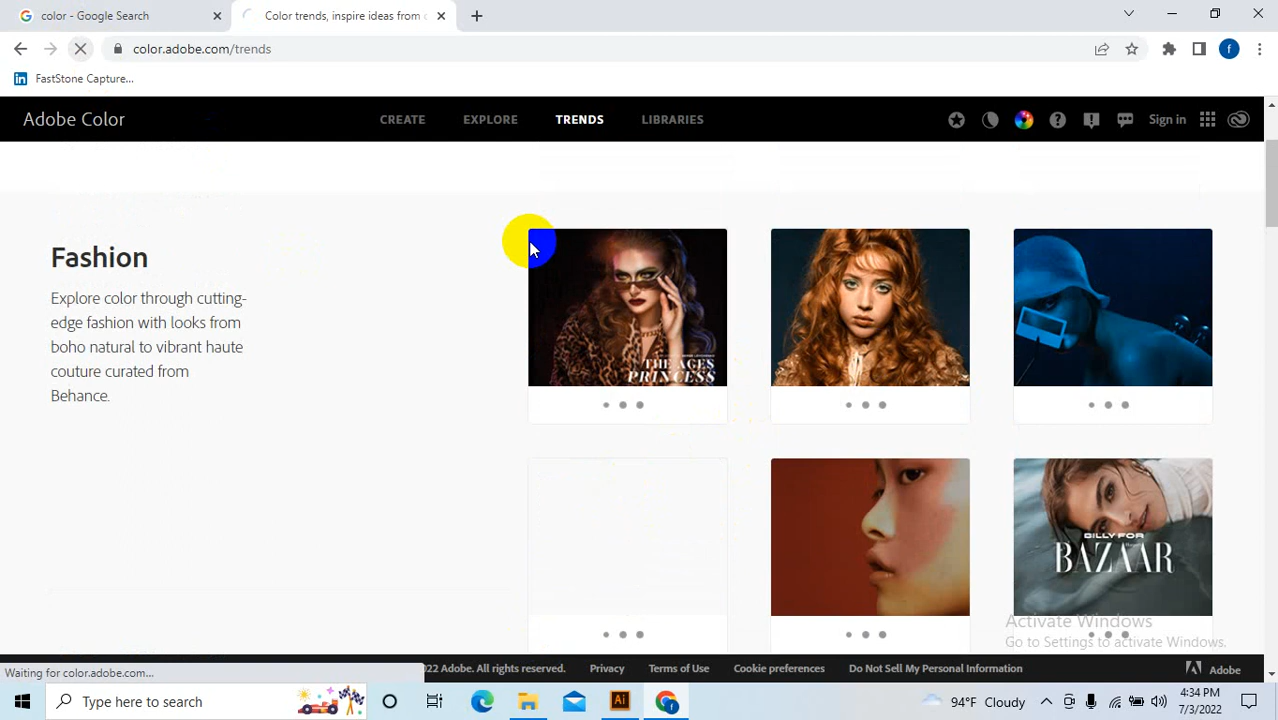 color - Google Search
Color trends, inspire ideas from
color.adobe.com/trends
f
in FastStone Capture...
Adobe Color
CREATE
EXPLORE
TRENDS
LIBRARIES
Sign in
Fashion
Explore color through cutting-
edge fashion with looks from
boho natural to vibrant haute
couture curated from
Behance.
THE AGES
PRINCESS
BILLY FOR
BAZAAR
Activate Windows
Go to Settings to activate Windows.
Waiting for color.adobe.com...
22 Adobe. All rights reserved.
Privacy
Terms of Use
Cookie preferences
Do Not Sell My Personal Information
Adobe
Type here to search
Ai
f
94°F Cloudy
4:34 PM
7/3/2022